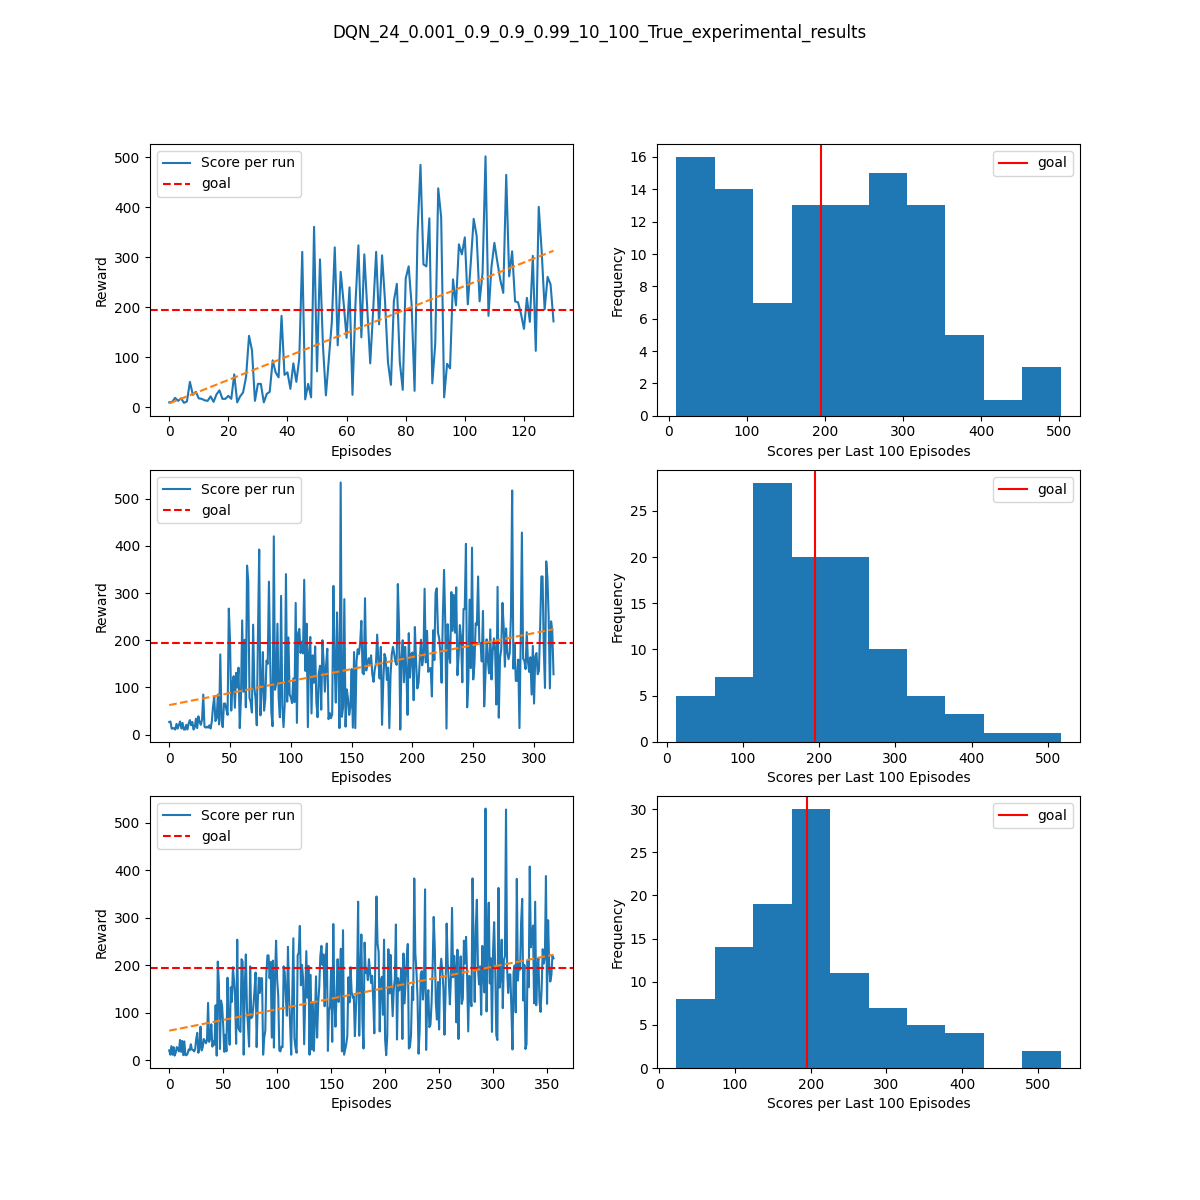 DQN_24_0.001_0.9_0.9_0.99_10_100_True_experimental_results
Score per run
goal
500
400
300
200
100
0
Reward
0 20 40 60 80 100 120
Episodes
goal
16
14
12
10
8
6
4
2
0
Frequency
0 100 200 300 400 500
Scores per Last 100 Episodes
Score per run
goal
500
400
300
200
100
0
Reward
0 50 100 150 200 250 300
Episodes
goal
25
20
15
10
5
0
Frequency
0 100 200 300 400 500
Scores per Last 100 Episodes
Score per run
goal
500
400
300
200
100
0
Reward
0 50 100 150 200 250 300 350
Episodes
goal
30
25
20
15
10
5
0
Frequency
0 100 200 300 400 500
Scores per Last 100 Episodes